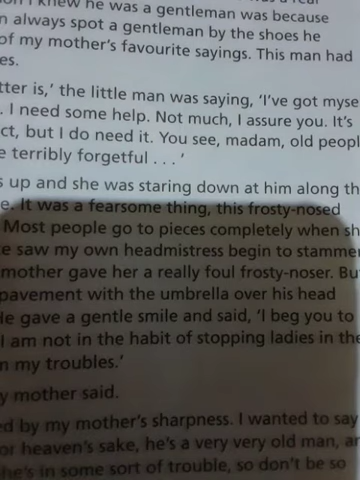 I knew he was a gentleman was because
n always spot a gentleman by the shoes he
of my mother's favourite sayings. This man had
es.
tter is,' the little man was saying, 'I've got myse
. I need some help. Not much, I assure you. It's
ct, but I do need it. You see, madam, old peopl
e terribly forgetful . . . '
s up and she was staring down at him along th
e. It was a fearsome thing, this frosty-nosed
Most people go to pieces completely when sh
e saw my own headmistress begin to stammer
mother gave her a really foul frosty-noser. Bu
pavement with the umbrella over his head
He gave a gentle smile and said, 'I beg you to
I am not in the habit of stopping ladies in the
n my troubles.'
y mother said.
ed by my mother's sharpness. I wanted to say
or heaven's sake, he's a very very old man, an
he's in some sort of trouble, so don't be so